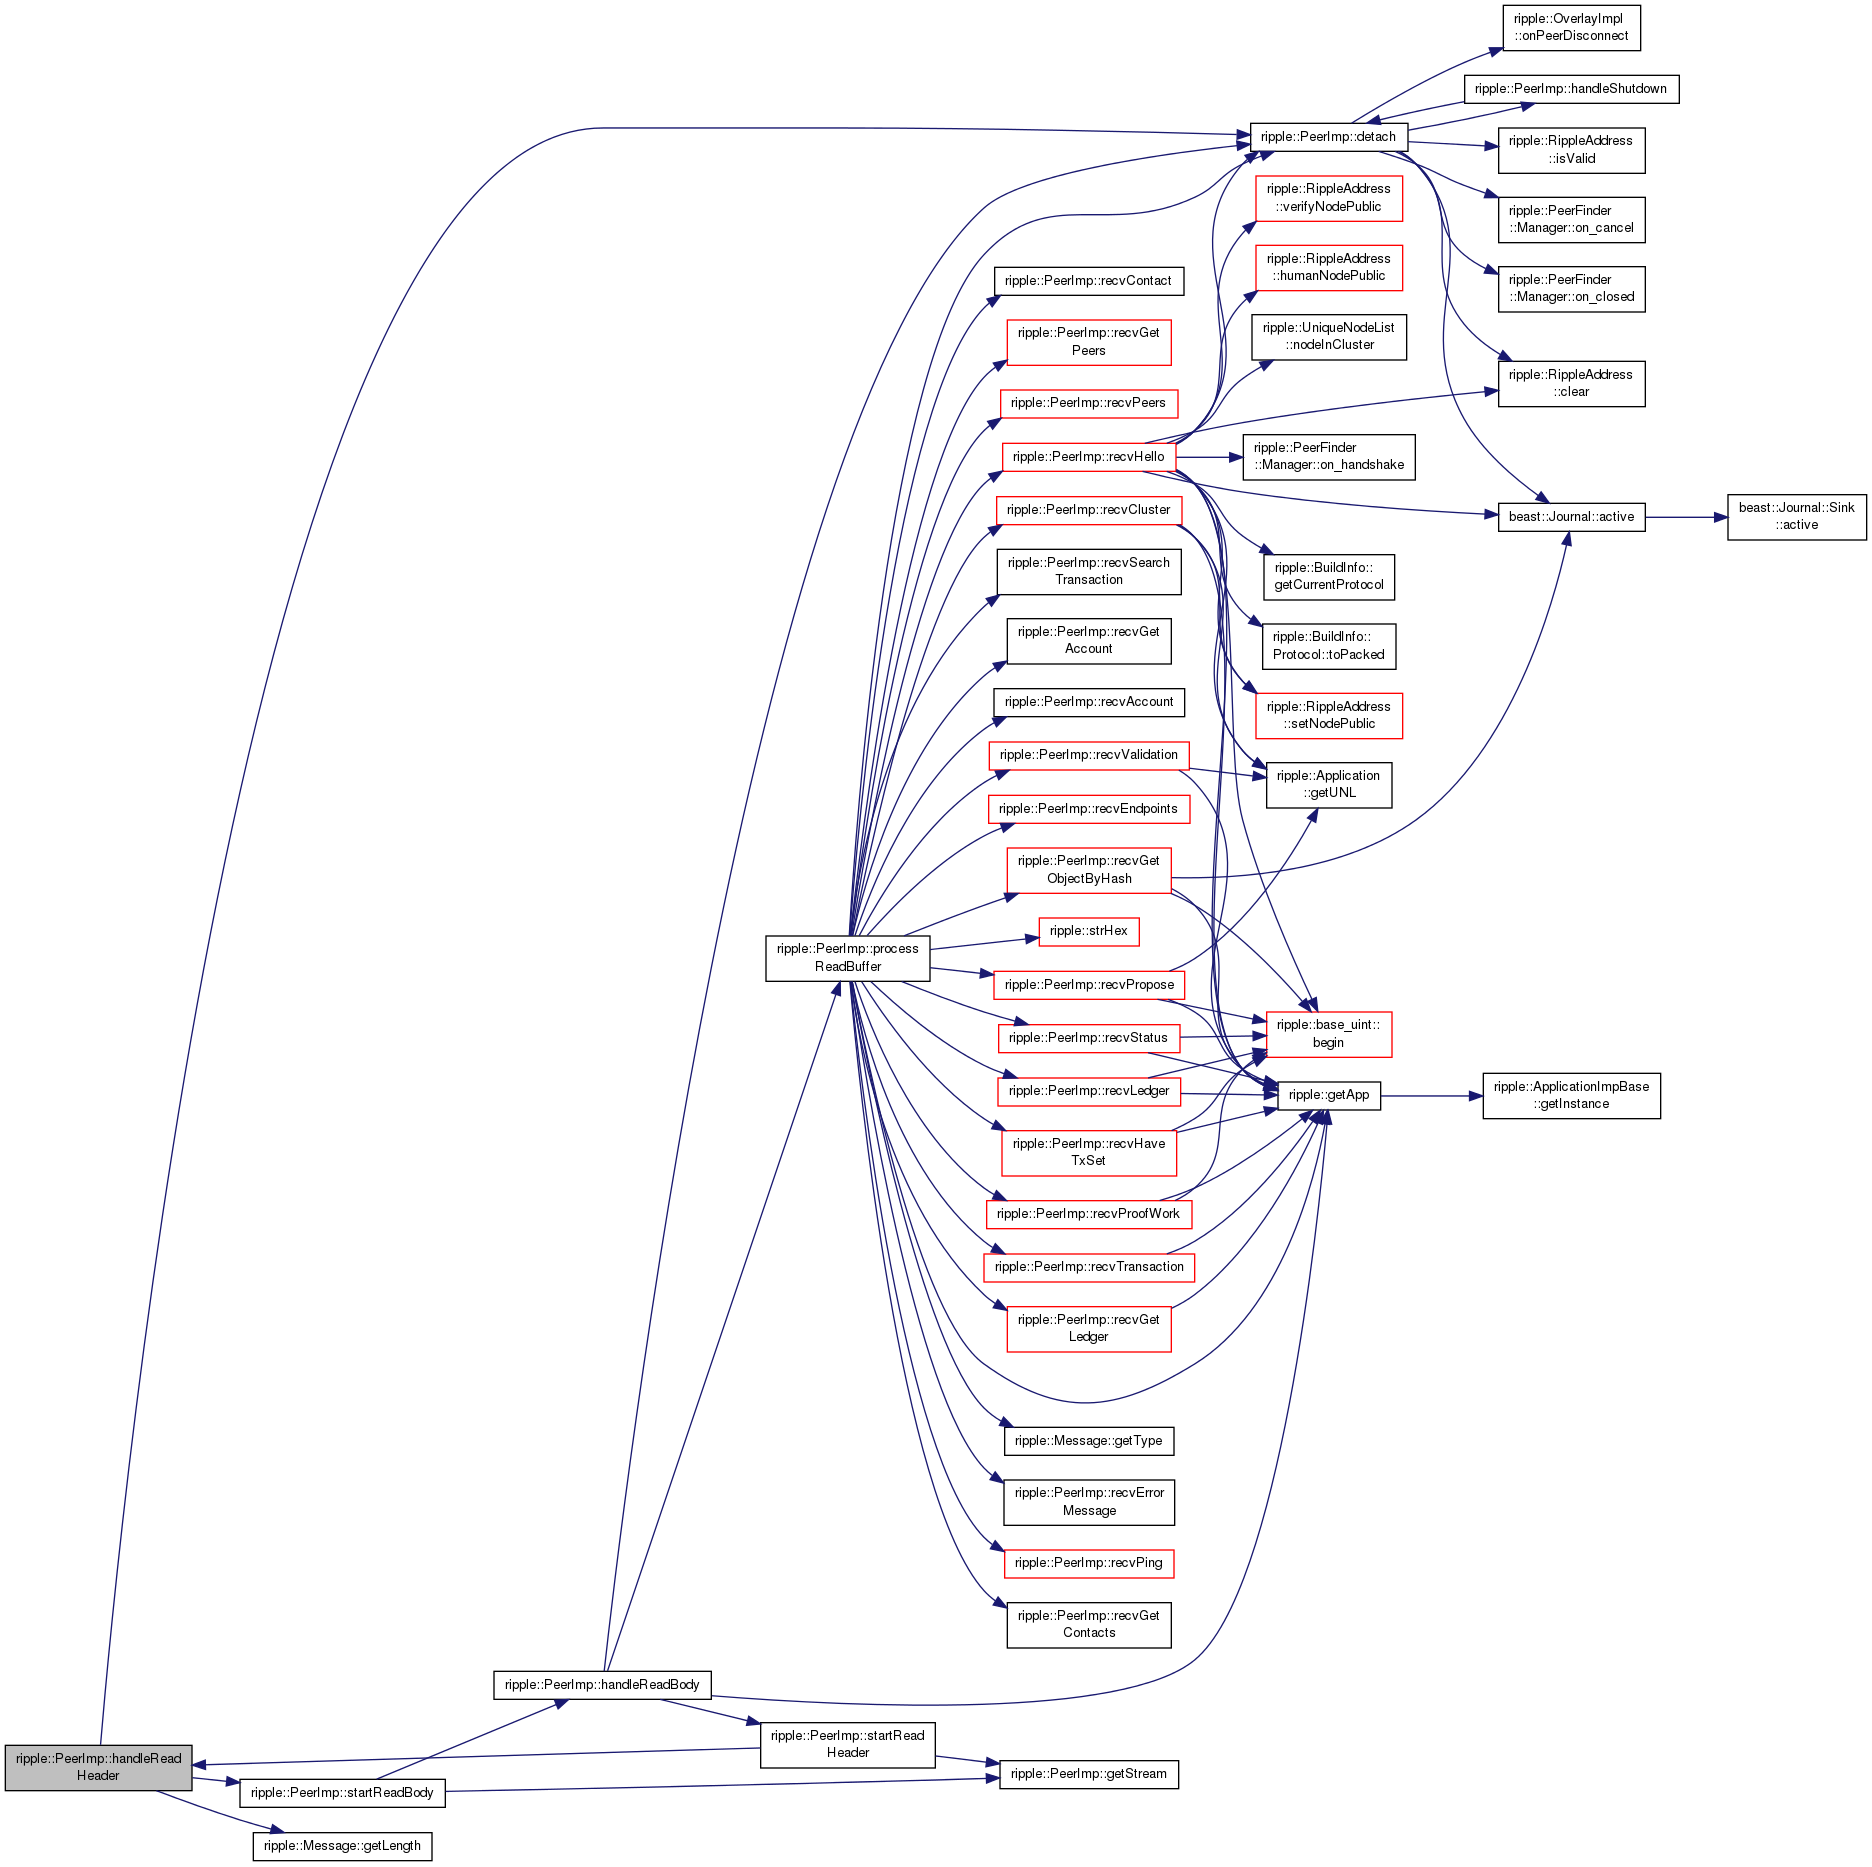 ripple::OverlayImpl
::onPeerDisconnect
ripple::PeerImp::handleShutdown
ripple::PeerImp::detach
ripple::RippleAddress
::isValid
ripple::RippleAddress
::verifyNodePublic
ripple::PeerFinder
::Manager::on_cancel
ripple::RippleAddress
::humanNodePublic
ripple::PeerImp::recvContact
ripple::PeerFinder
::Manager::on_closed
ripple::PeerImp::recvGet
Peers
ripple::UniqueNodeList
::nodeInCluster
ripple::RippleAddress
::clear
ripple::PeerImp::recvPeers
ripple::PeerImp::recvHello
ripple::PeerFinder
::Manager::on_handshake
ripple::PeerImp::recvCluster
beast::Journal::active
beast::Journal::Sink
::active
ripple::PeerImp::recvSearch
Transaction
ripple::BuildInfo::
getCurrentProtocol
ripple::PeerImp::recvGet
Account
ripple::BuildInfo::
Protocol::toPacked
ripple::PeerImp::recvAccount
ripple::RippleAddress
::setNodePublic
ripple::PeerImp::recvValidation
ripple::Application
::getUNL
ripple::PeerImp::recvEndpoints
ripple::PeerImp::recvGet
ObjectByHash
ripple::strHex
ripple::PeerImp::process
ReadBuffer
ripple::PeerImp::recvPropose
ripple::PeerImp::recvStatus
ripple::base_uint::
begin
ripple::PeerImp::recvLedger
ripple::getApp
ripple::ApplicationImpBase
::getInstance
ripple::PeerImp::recvHave
TxSet
ripple::PeerImp::recvProofWork
ripple::PeerImp::recvTransaction
ripple::PeerImp::recvGet
Ledger
ripple::Message::getType
ripple::PeerImp::recvError
Message
ripple::PeerImp::recvPing
ripple::PeerImp::recvGet
Contacts
ripple::PeerImp::handleReadBody
ripple::PeerImp::startRead
Header
ripple::PeerImp::handleRead
Header
ripple::PeerImp::getStream
ripple::PeerImp::startReadBody
ripple::Message::getLength